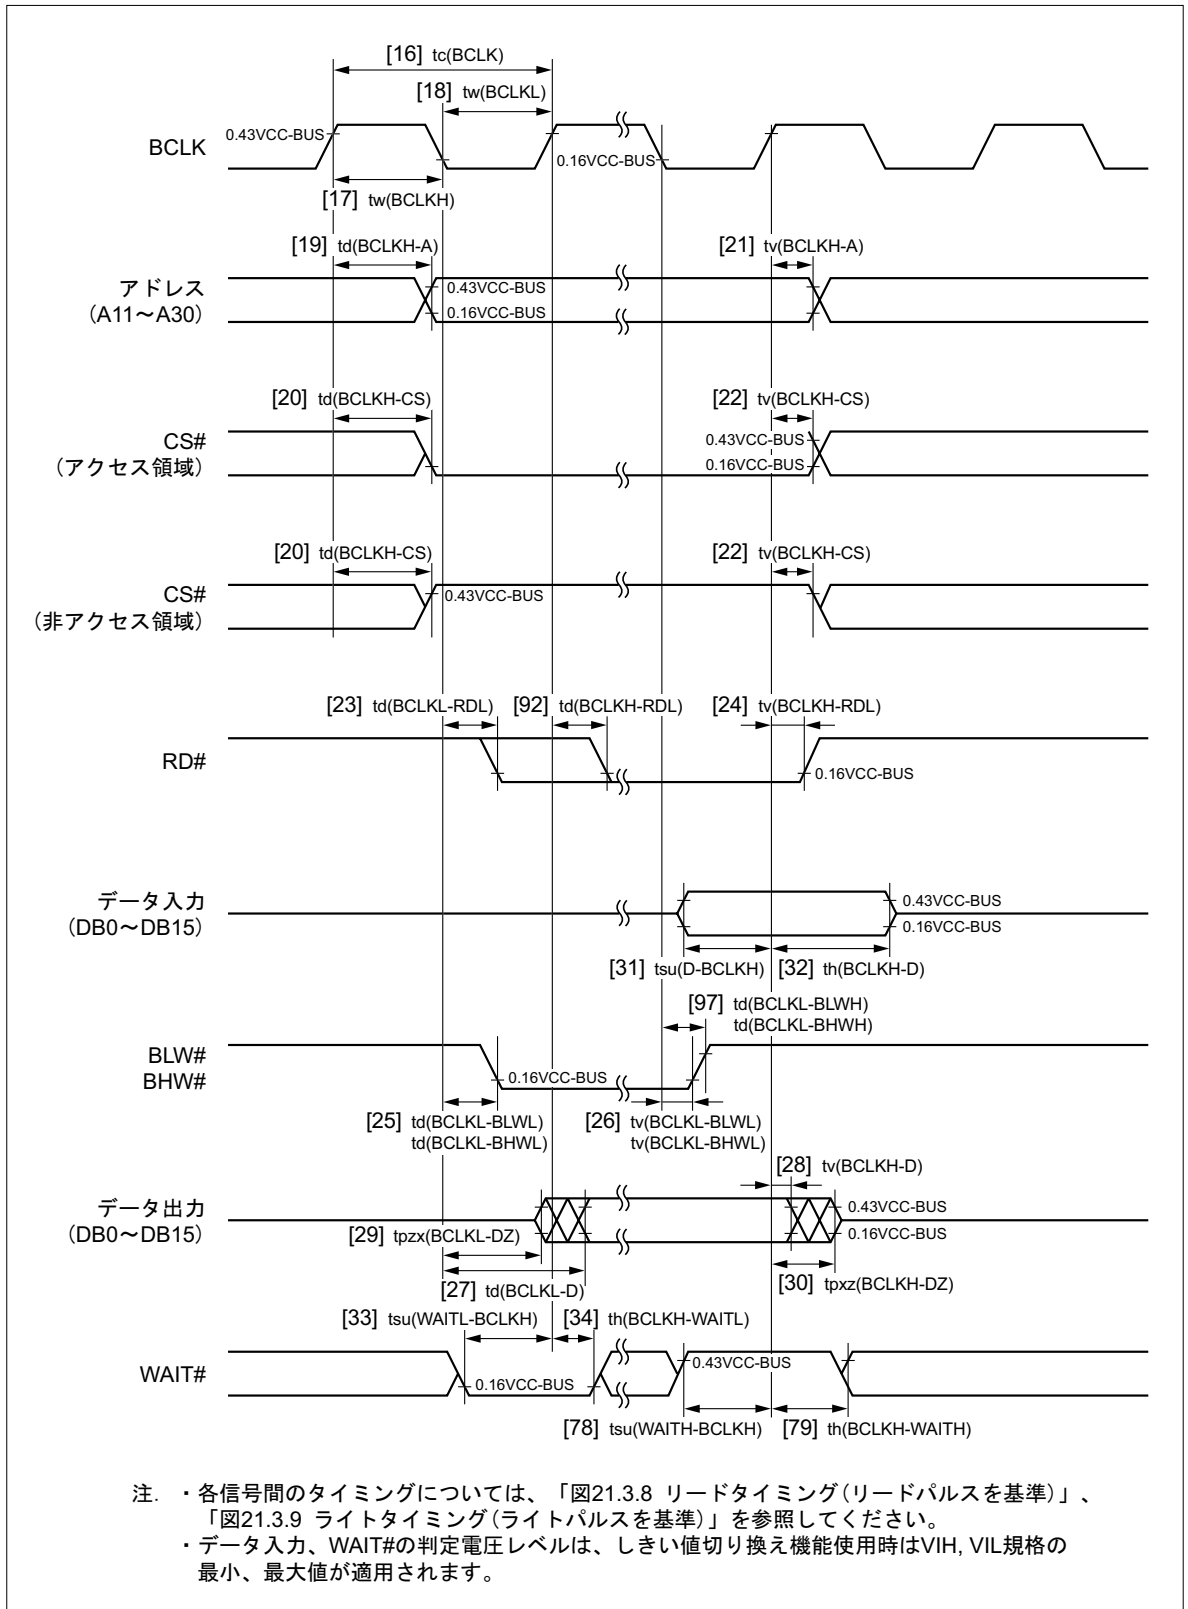 [16] tc(BCLK)
[18] tw(BCLKL)
0.43VCC-BUS
BCLK
0.16VCC-BUS
[17] tw(BCLKH)
[19] td(BCLKH-A)
[21] tv(BCLKH-A)
アドレス
（A11～A30）
0.43VCC-BUS
0.16VCC-BUS
[20] td(BCLKH-CS)
[22] tv(BCLKH-CS)
CS#
（アクセス領域）
0.43VCC-BUS
0.16VCC-BUS
[20] td(BCLKH-CS)
[22] tv(BCLKH-CS)
CS#
（非アクセス領域）
0.43VCC-BUS
[23] td(BCLKL-RDL)
[92] td(BCLKH-RDL)
[24] tv(BCLKH-RDL)
RD#
0.16VCC-BUS
データ入力
（DB0～DB15）
0.43VCC-BUS
0.16VCC-BUS
[31] tsu(D-BCLKH)
[32] th(BCLKH-D)
[97] td(BCLKL-BLWH)
td(BCLKL-BHWH)
BLW#
BHW#
0.16VCC-BUS
[25] td(BCLKL-BLWL)
td(BCLKL-BHWL)
[26] tv(BCLKL-BLWL)
tv(BCLKL-BHWL)
[28] tv(BCLKH-D)
データ出力
（DB0～DB15）
0.43VCC-BUS
0.16VCC-BUS
[29] tpzx(BCLKL-DZ)
[27] td(BCLKL-D)
[30] tpxz(BCLKH-DZ)
[33] tsu(WAITL-BCLKH)
[34] th(BCLKH-WAITL)
WAIT#
0.16VCC-BUS
0.43VCC-BUS
[78] tsu(WAITH-BCLKH)
[79] th(BCLKH-WAITH)
注. ・各信号間のタイミングについては、「図21.3.8 リードタイミング(リードパルスを基準)」、
「図21.3.9 ライトタイミング(ライトパルスを基準)」を参照してください。
・データ入力、WAIT#の判定電圧レベルは、しきい値切り換え機能使用時はVIH, VIL規格の
最小、最大値が適用されます。